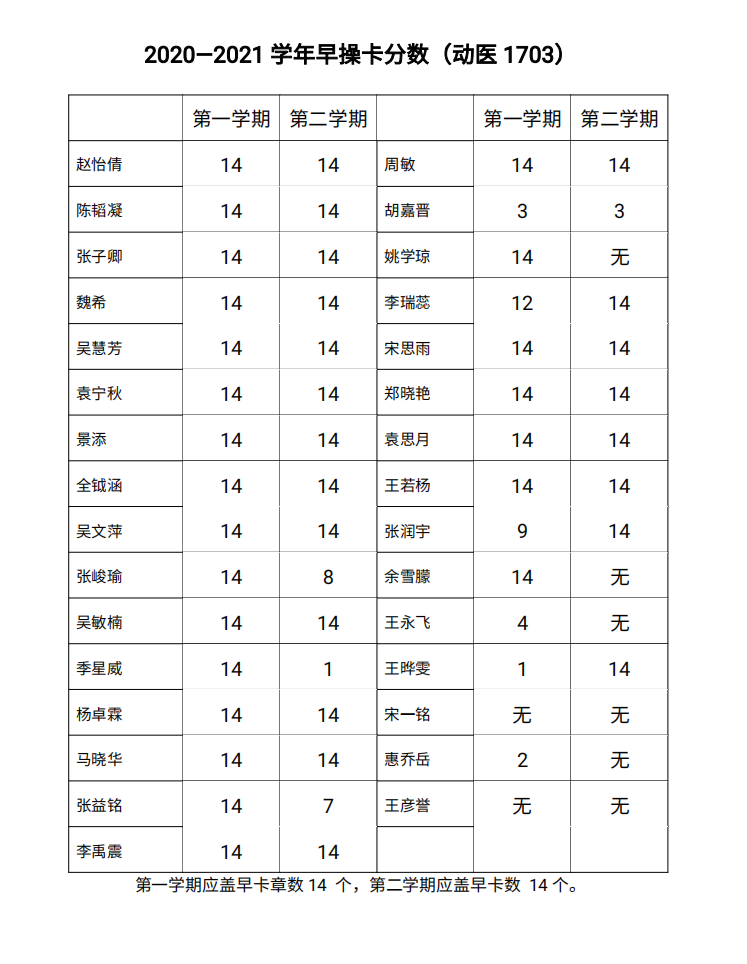 2020—2021 学年早操卡分数（动医 1703）
第一学期 第二学期 第一学期 第二学期
赵怡倩 14 14 周敏 14 14
陈韬凝 14 14 胡嘉晋 3 3
张子卿 14 14 姚学琼 14 无
魏希 14 14 李瑞蕊 12 14
吴慧芳 14 14 宋思雨 14 14
袁宁秋 14 14 郑晓艳 14 14
景添 14 14 袁思月 14 14
全钺涵 14 14 王若杨 14 14
吴文萍 14 14 张润宇 9 14
张峻瑜 14 8 余雪朦 14 无
吴敏楠 14 14 王永飞 4 无
季星威 14 1 王晔雯 1 14
杨卓霖 14 14 宋一铭 无 无
马晓华 14 14 惠乔岳 2 无
张益铭 14 7 王彦誉 无 无
李禹震 14 14
第一学期应盖早卡章数 14 个，第二学期应盖早卡数 14 个。